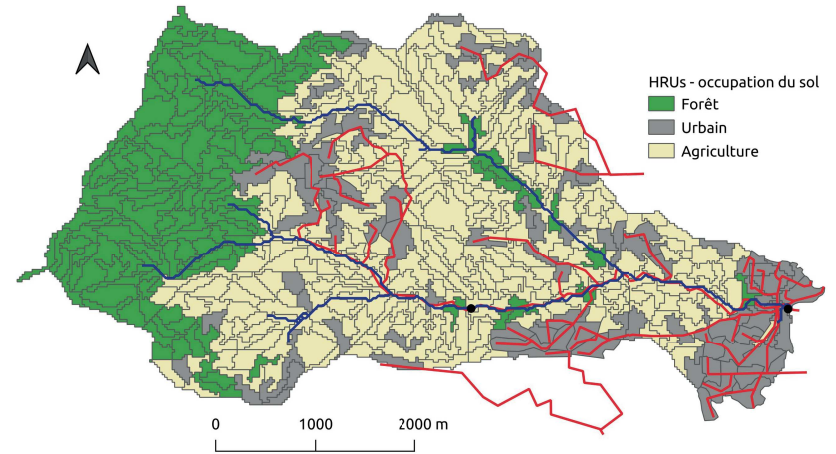 HRUs - occupation du sol
Forêt
Urbain
Agriculture
0 1000 2000 m